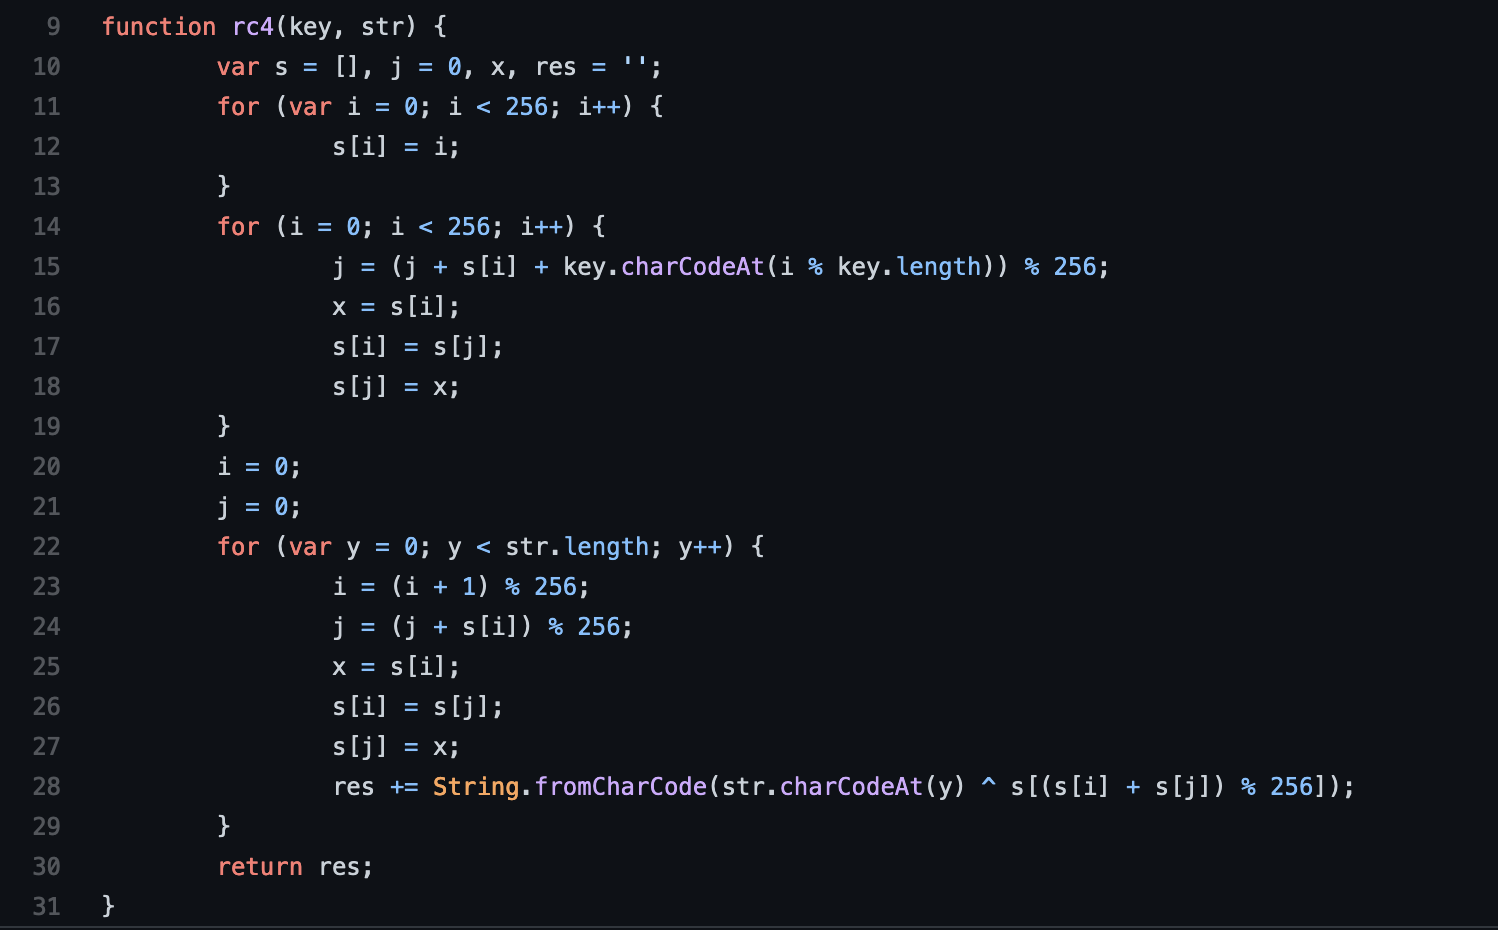 9 function rc4(key, str) {
10 var s = [], j = 0, x, res = '';
11 for (var i = 0; i < 256; i++) {
12 s[i] = i;
13 }
14 for (i = 0; i < 256; i++) {
15 j = (j + s[i] + key.charCodeAt(i % key.length)) % 256;
16 x = s[i];
17 s[i] = s[j];
18 s[j] = x;
19 }
20 i = 0;
21 j = 0;
22 for (var y = 0; y < str.length; y++) {
23 i = (i + 1) % 256;
24 j = (j + s[i]) % 256;
25 x = s[i];
26 s[i] = s[j];
27 s[j] = x;
28 res += String.fromCharCode(str.charCodeAt(y) ^ s[(s[i] + s[j]) % 256]);
29 }
30 return res;
31 }